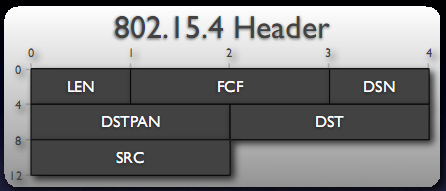 802.15.4 Header
0 1 2 3 4
0
LEN FCF DSN
4
DSTPAN DST
8
SRC
12